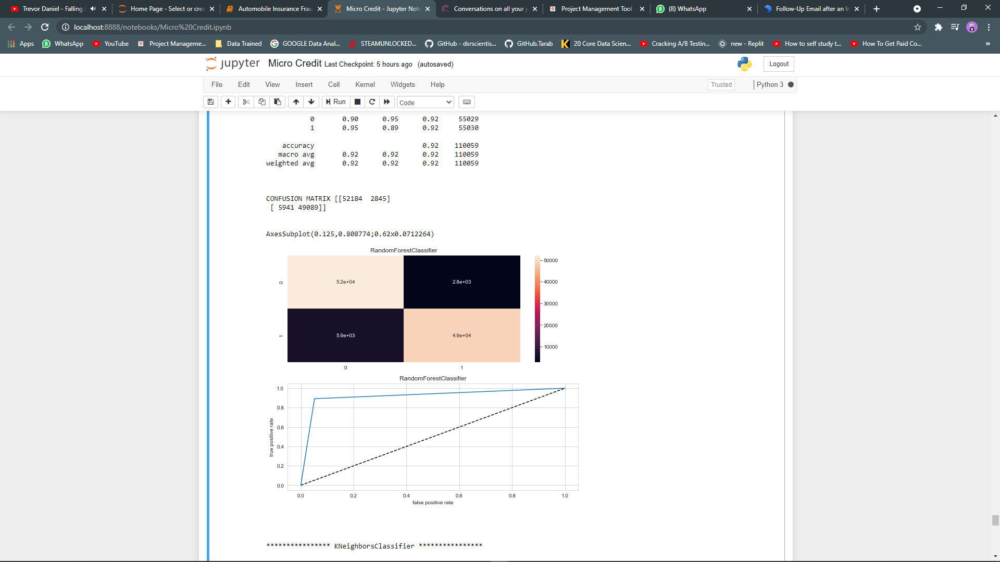 Trevor Daniel - Falling
Home Page - Select or crea
Automobile Insurance Frau
Micro Credit - Jupyter Note
Conversations on all your j
Project Management Tool
(8) WhatsApp
Follow-Up Email after an In
localhost:8888/notebooks/Micro%20Credit.ipynb
Apps
WhatsApp
YouTube
Project Manageme...
Data Trained
GOOGLE Data Anal...
STEAMUNLOCKED...
GitHub - dsrscientis...
GitHub.Tarab
20 Core Data Scien...
Cracking A/B Testin...
new - Replit
How to self study t...
How To Get Paid Co...
»
jupyter Micro Credit Last Checkpoint: 5 hours ago (autosaved)
Logout
File Edit View Insert Cell Kernel Widgets Help
Trusted
Python 3
Run
Code
0 0.90 0.95 0.92 55029
1 0.95 0.89 0.92 55030
accuracy 0.92 110059
macro avg 0.92 0.92 0.92 110059
weighted avg 0.92 0.92 0.92 110059
CONFUSION MATRIX [[52184 2845]
[ 5941 49089]]
AxesSubplot(0.125,0.808774;0.62x0.0712264)
RandomForestClassifier
0
1
5.2e+04 2.8e+03
5.9e+03 4.9e+04
0 1
50000
40000
30000
20000
10000
RandomForestClassifier
true positive rate
1.0
0.8
0.6
0.4
0.2
0.0
0.0 0.2 0.4 0.6 0.8 1.0
false positive rate
**************** KNeighborsClassifier ****************